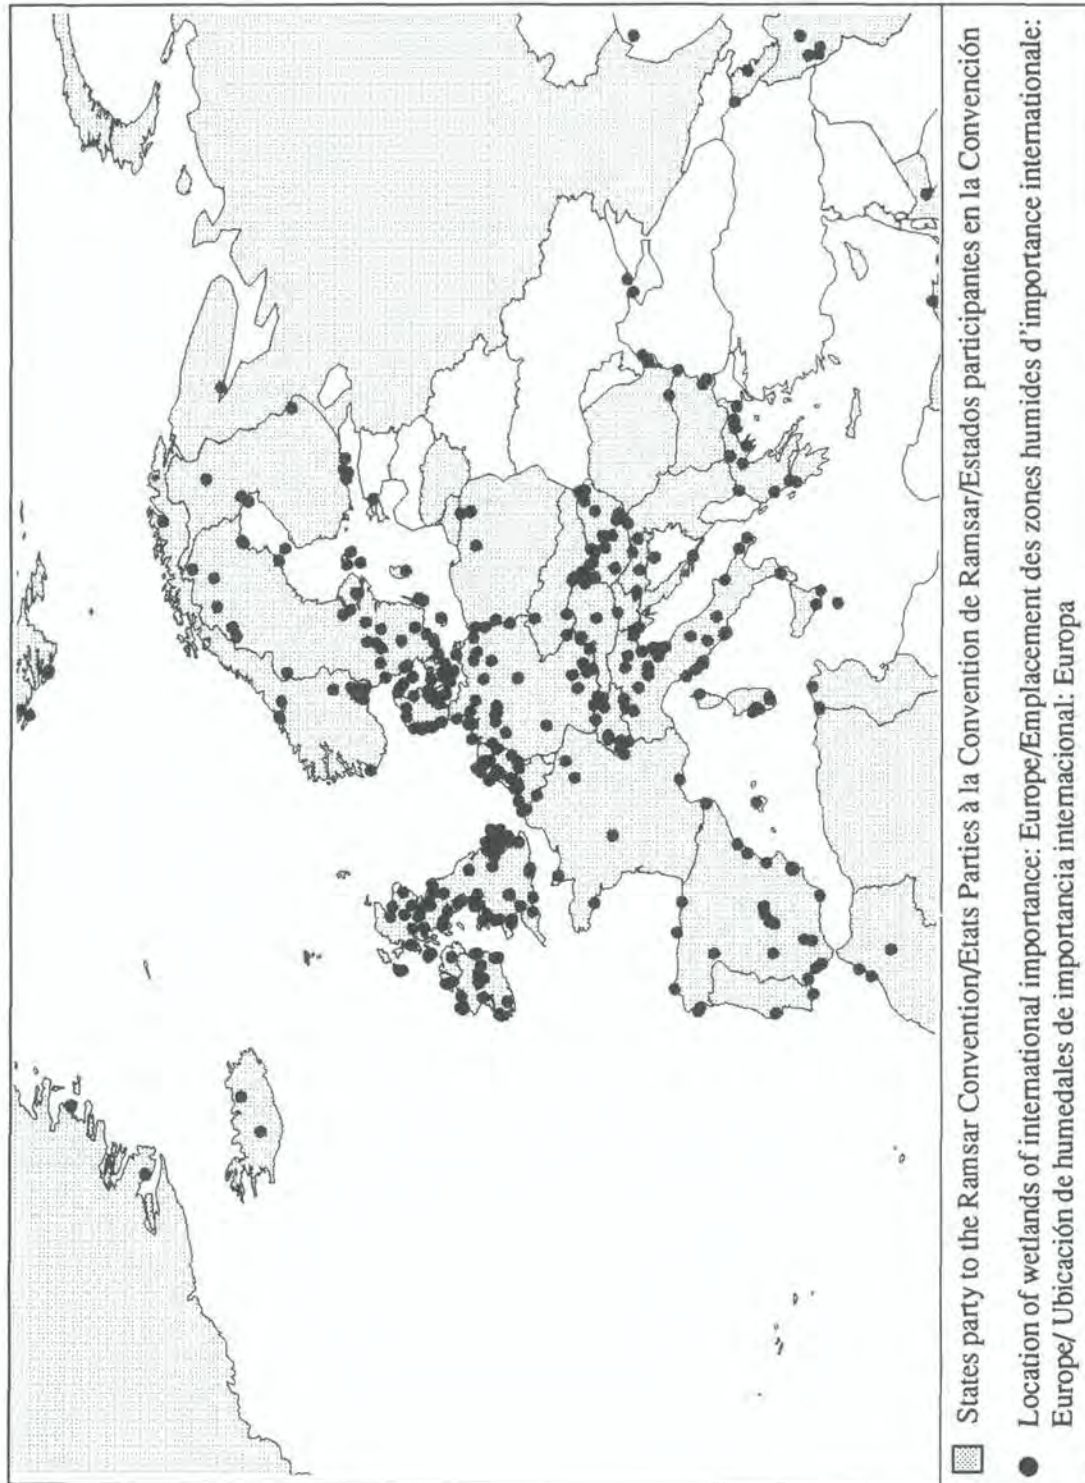 States party to the Ramsar Convention/Etats Parties à la Convention de Ramsar/Estados participantes en la Convención
Location of wetlands of international importance: Europe/Emplacement des zones humides d'importance internationale:
Europe/ Ubicación de humedales de importancia internacional: Europa